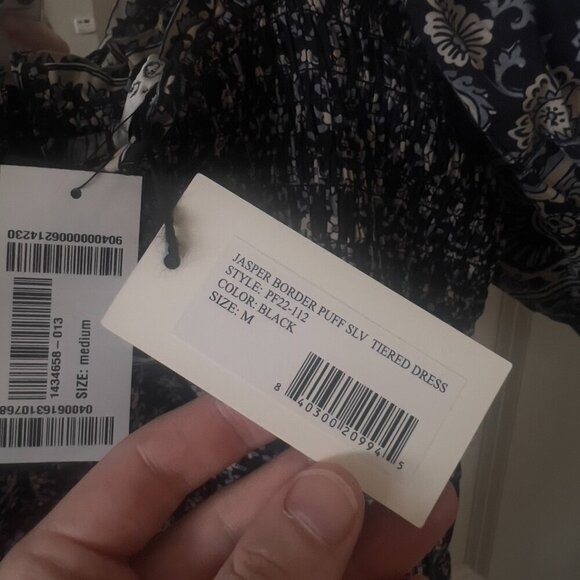 JASPER BORDER PUFF SLV TIERED DRESS
STYLE: PF22-112
COLOR: BLACK
SIZE: M
8 40300 20994 5
9040000006214230
1434658-013
SIZE: medium
0400616310768